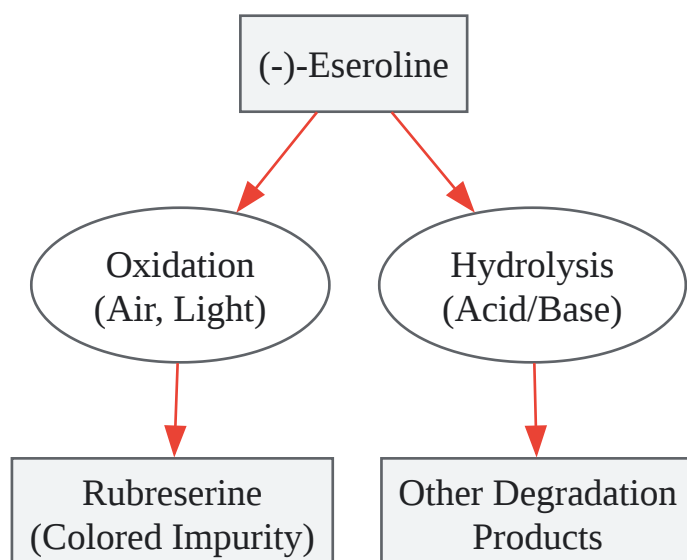 (-)-Eseroline
Oxidation
(Air, Light)
Hydrolysis
(Acid/Base)
Rubreserine
(Colored Impurity)
Other Degradation
Products